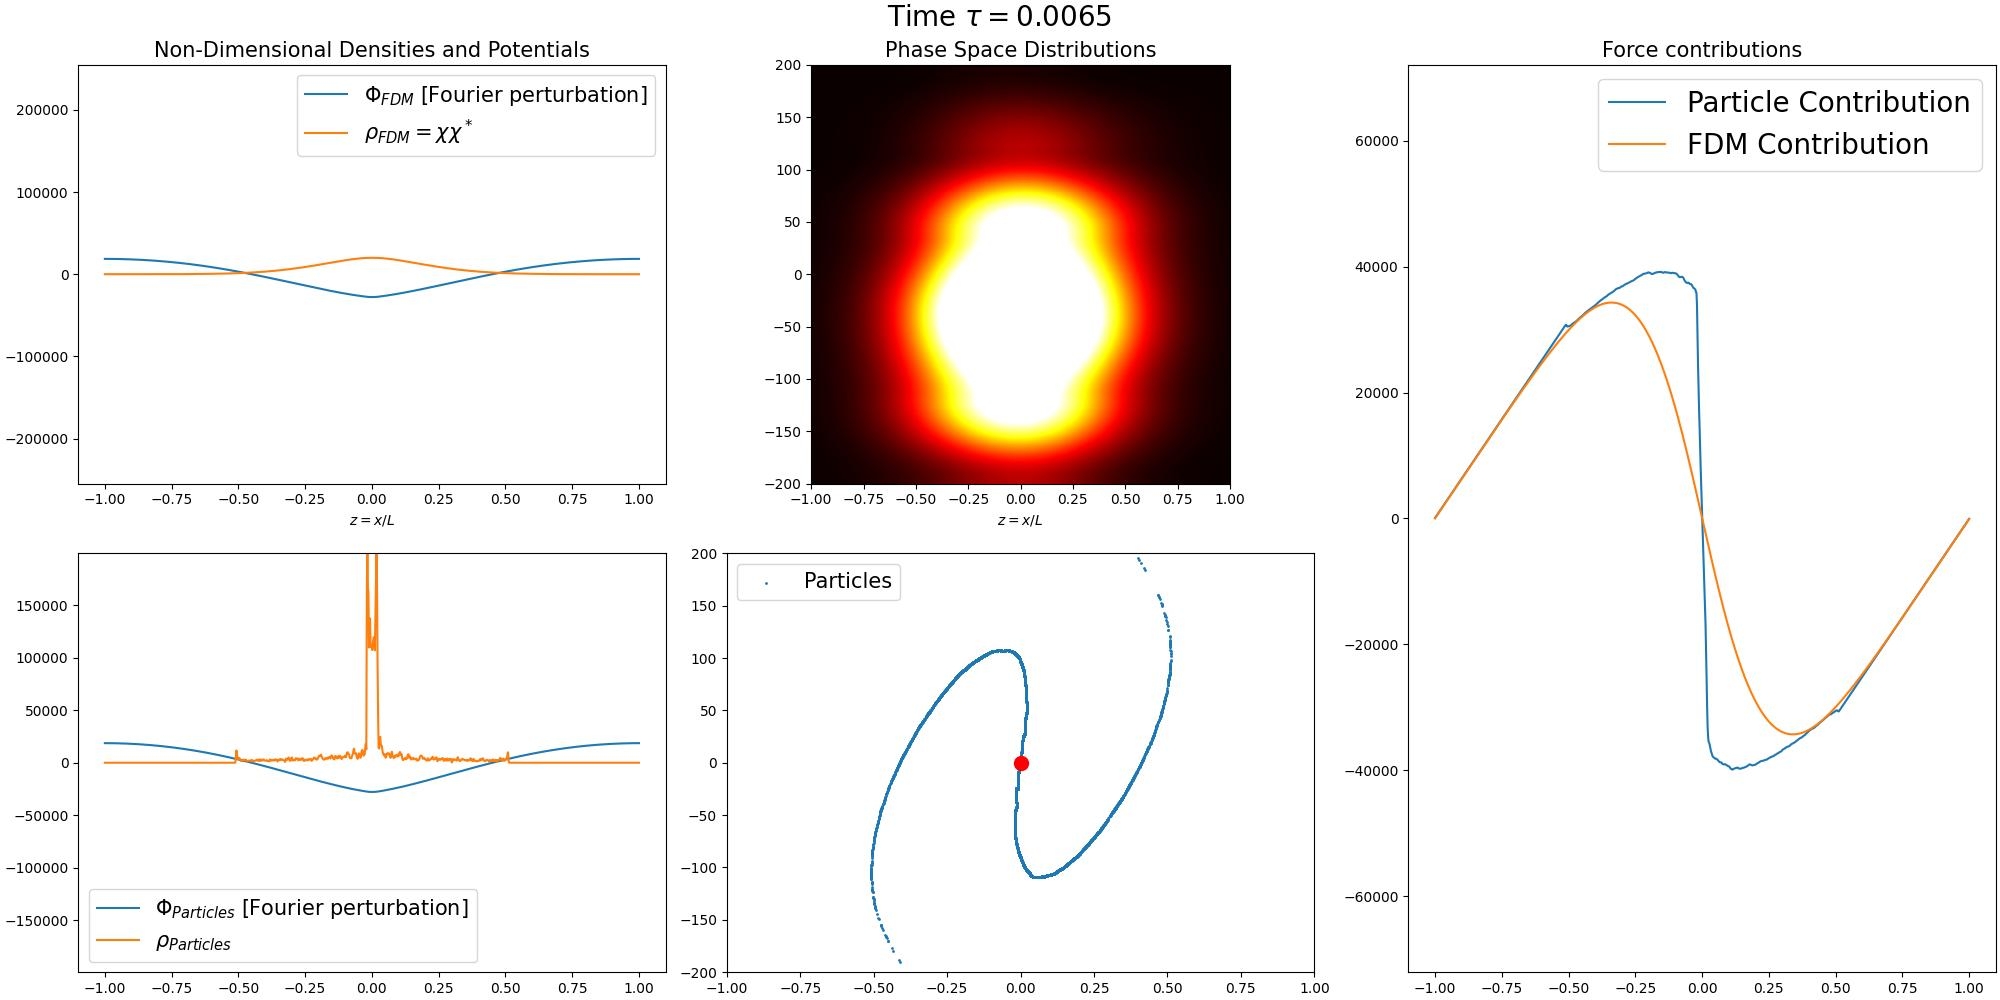 Time τ = 0.0065
Non-Dimensional Densities and Potentials
Φ_FDM [Fourier perturbation]
ρ_FDM = χχ*
200000
100000
0
−100000
−200000
−1.00 −0.75 −0.50 −0.25 0.00 0.25 0.50 0.75 1.00
z = x/L
Phase Space Distributions
200
150
100
50
0
−50
−100
−150
−200
−1.00 −0.75 −0.50 −0.25 0.00 0.25 0.50 0.75 1.00
z = x/L
Force contributions
Particle Contribution
FDM Contribution
60000
40000
20000
0
−20000
−40000
−60000
−1.00 −0.75 −0.50 −0.25 0.00 0.25 0.50 0.75 1.00
150000
100000
50000
0
−50000
−100000
−150000
Φ_Particles [Fourier perturbation]
ρ_Particles
−1.00 −0.75 −0.50 −0.25 0.00 0.25 0.50 0.75 1.00
Particles
200
150
100
50
0
−50
−100
−150
−200
−1.00 −0.75 −0.50 −0.25 0.00 0.25 0.50 0.75 1.00